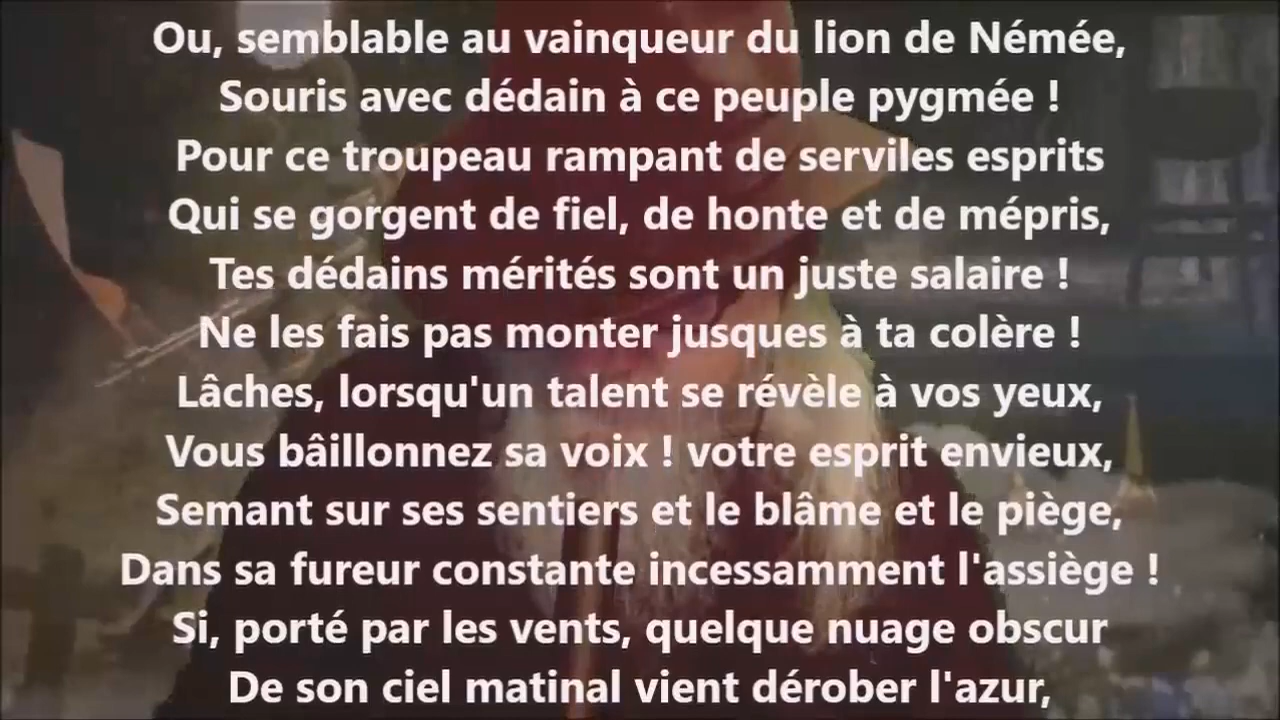 Ou, semblable au vainqueur du lion de Némée,
Souris avec dédain à ce peuple pygmée !
Pour ce troupeau rampant de serviles esprits
Qui se gorgent de fiel, de honte et de mépris,
Tes dédains mérités sont un juste salaire !
Ne les fais pas monter jusques à ta colère !
Lâches, lorsqu'un talent se révèle à vos yeux,
Vous bâillonnez sa voix ! votre esprit envieux,
Semant sur ses sentiers et le blâme et le piège,
Dans sa fureur constante incessamment l'assiège !
Si, porté par les vents, quelque nuage obscur
De son ciel matinal vient dérober l'azur,